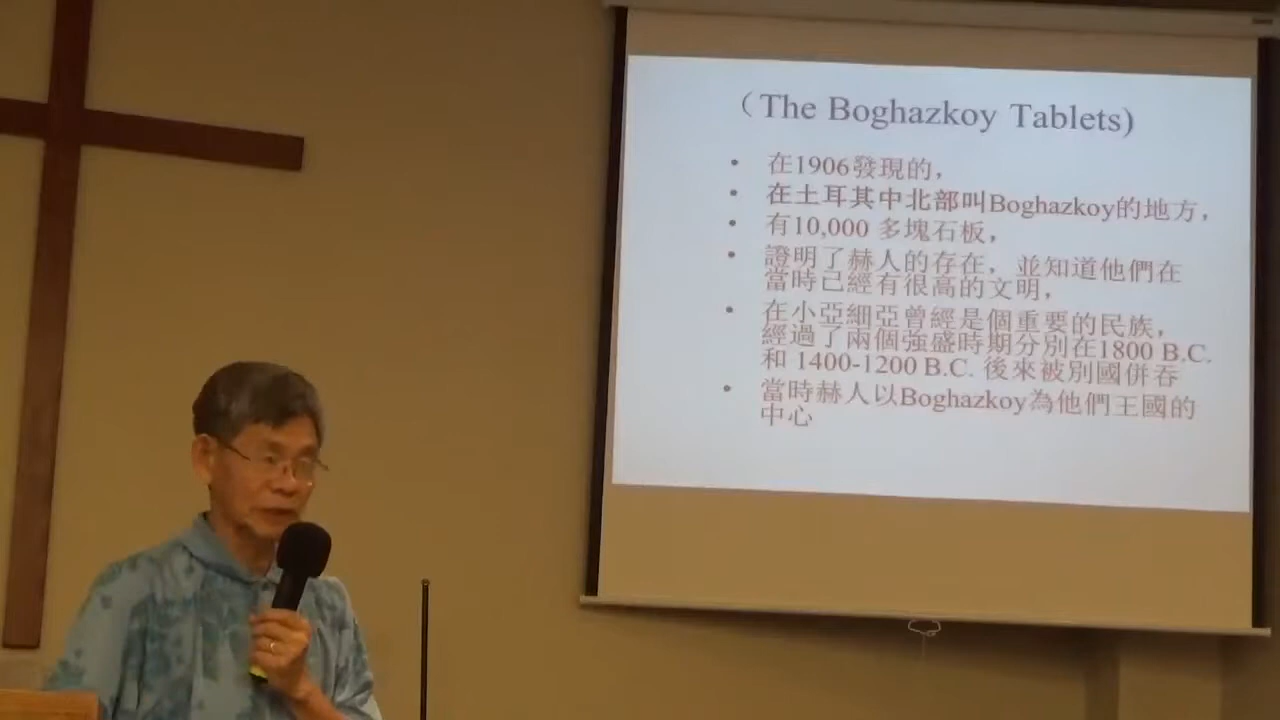 （The Boghazkoy Tablets)
• 在1906發現的，
• 在土耳其中北部叫Boghazkoy的地方，
• 有10,000 多塊石板，
• 證明了赫人的存在，並知道他們在
當時已經有很高的文明，
• 在小亞細亞曾經是個重要的民族，
經過了兩個強盛時期分別在1800 B.C.
和 1400-1200 B.C. 後來被別國併吞
• 當時赫人以Boghazkoy為他們王國的
中心